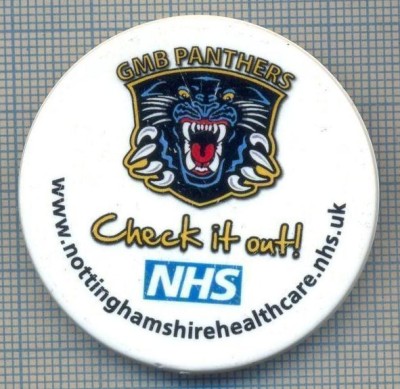 GMB PANTHERS
Check it out!
NHS
www.nottinghamshirehealthcare.nhs.uk